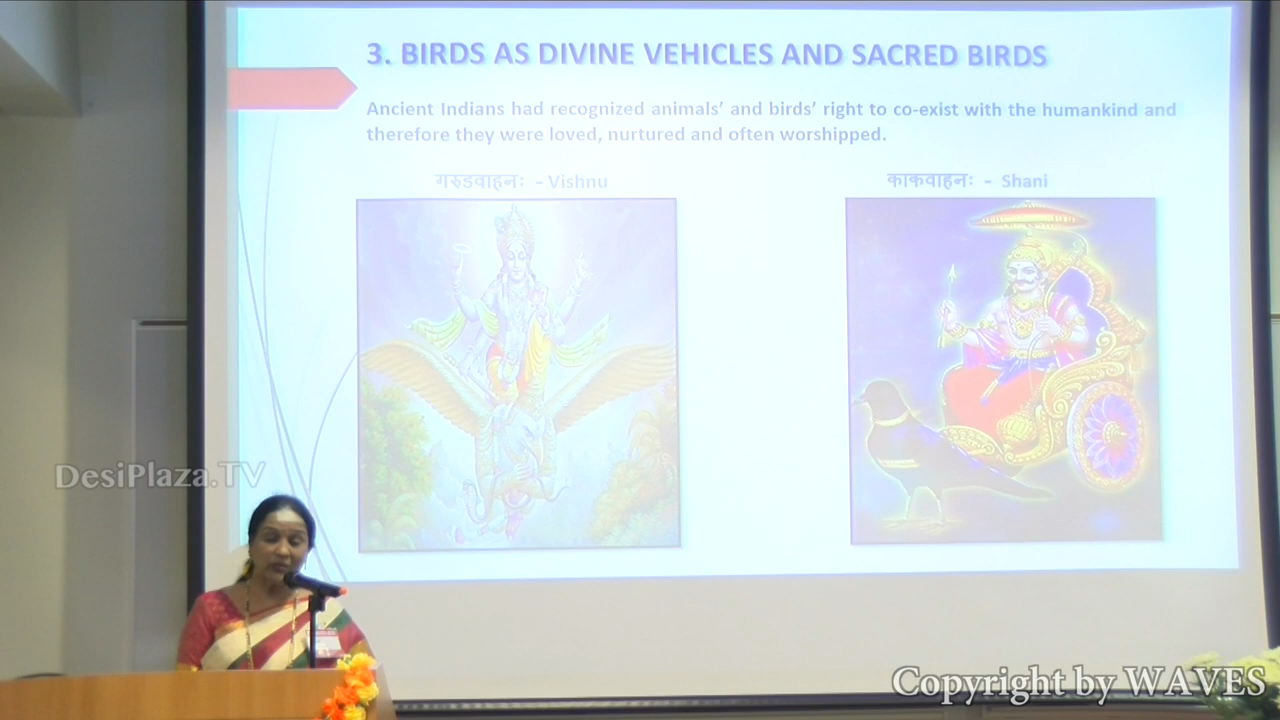 3. BIRDS AS DIVINE VEHICLES AND SACRED BIRDS
Ancient Indians had recognized animals' and birds' right to co-exist with the humankind and
therefore they were loved, nurtured and often worshipped.
गरुडवाहनः - Vishnu
काकवाहनः - Shani
DesiPlaza.TV
Copyright by WAVES